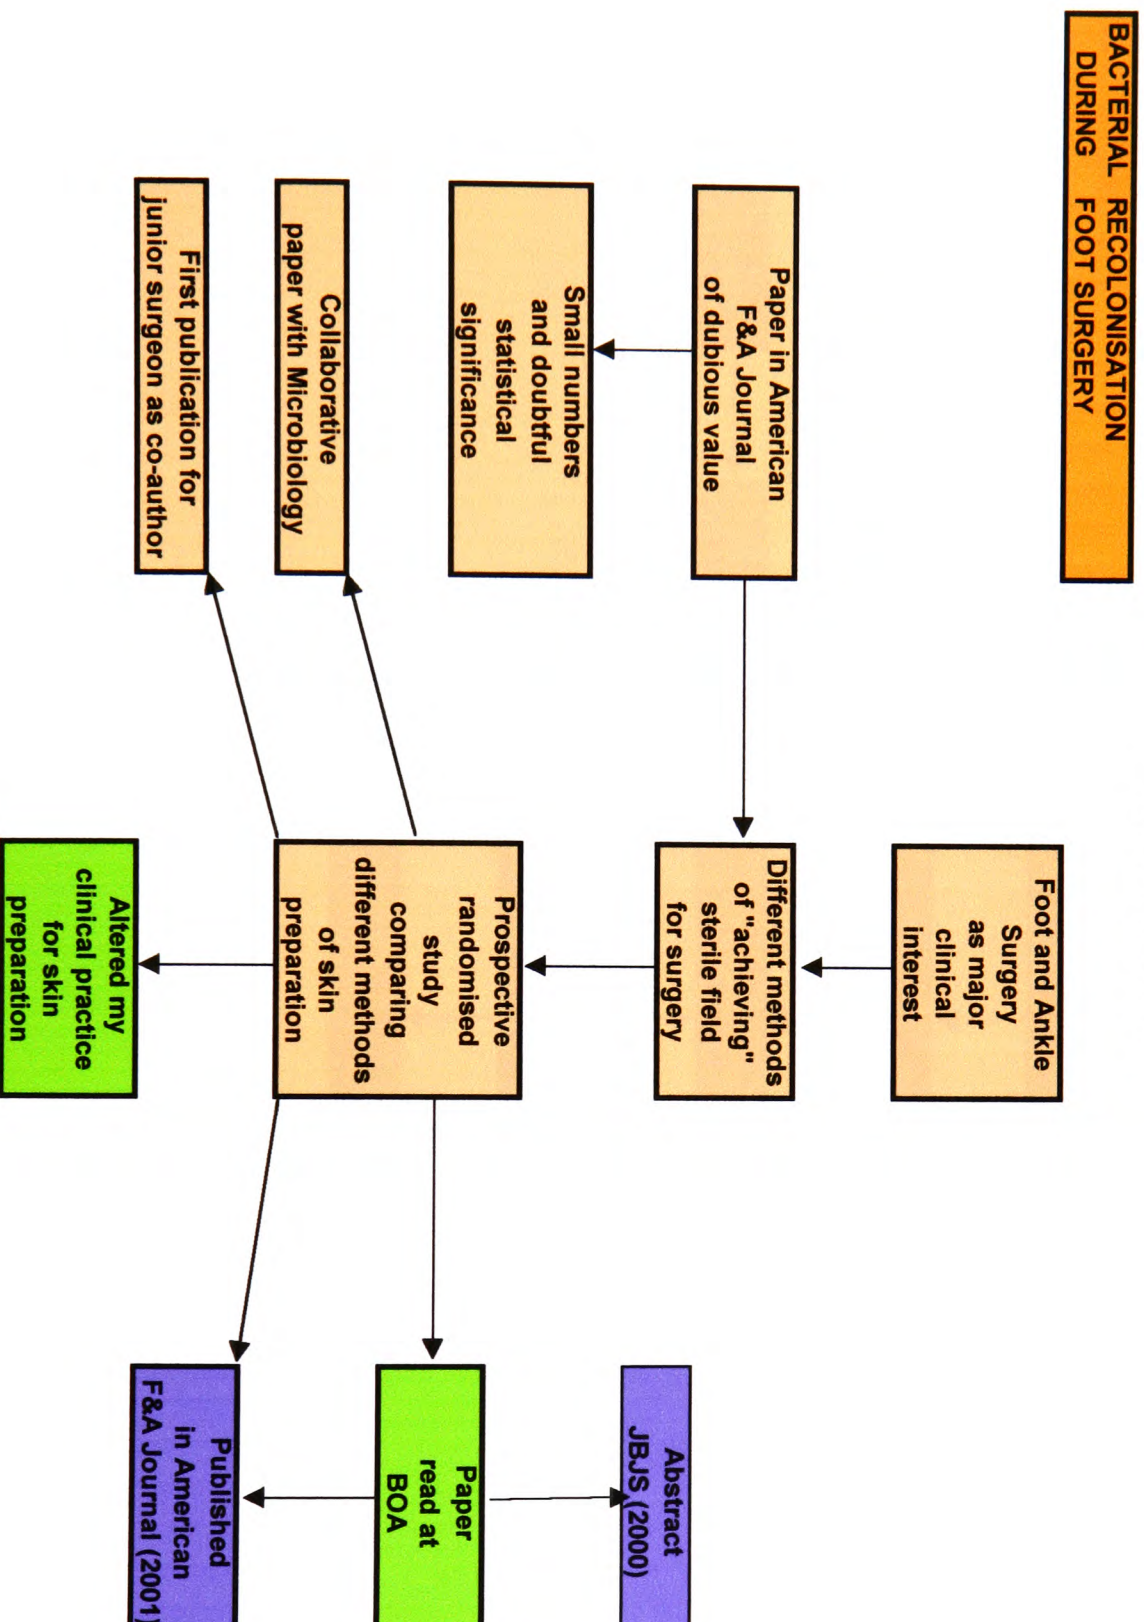 BACTERIAL RECOLONISATION
DURING FOOT SURGERY
Paper in American
F&A Journal
of dubious value
Small numbers
and doubtful
statistical
significance
Collaborative
paper with Microbiology
First publication for
junior surgeon as co-author
Foot and Ankle
Surgery
as major
clinical
interest
Different methods
of "achieving"
sterile field
for surgery
Prospective
randomised
study
comparing
different methods
of skin
preparation
Altered my
clinical practice
for skin
preparation
Abstract
JBJS (2000)
Paper
read at
BOA
Published
in American
F&A Journal (2001)